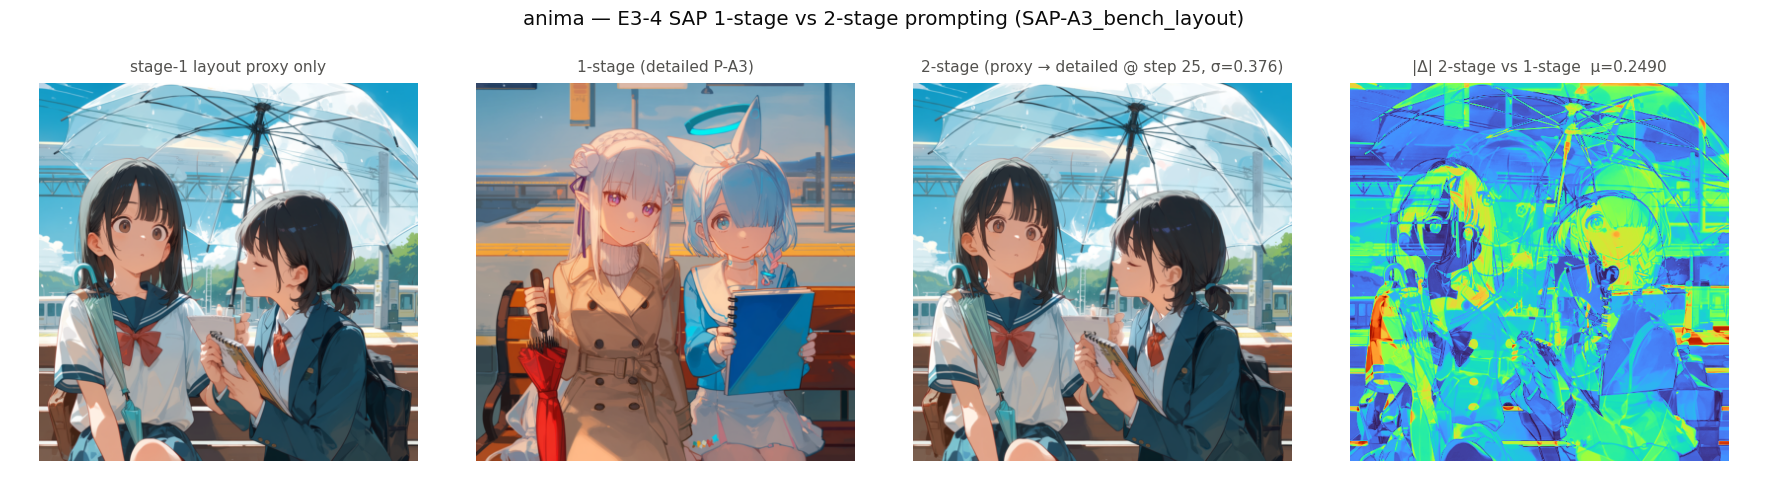 anima — E3-4 SAP 1-stage vs 2-stage prompting (SAP-A3_bench_layout)
stage-1 layout proxy only
1-stage (detailed P-A3)
2-stage (proxy → detailed @ step 25, σ=0.376)
|Δ| 2-stage vs 1-stage μ=0.2490